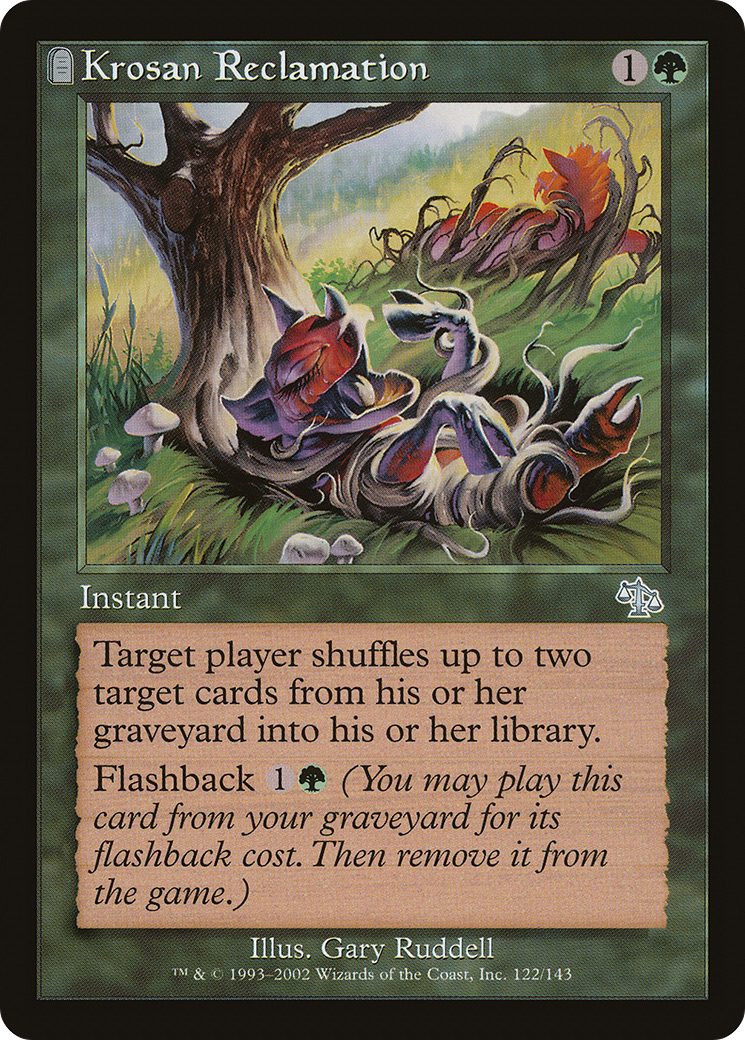 Krosan Reclamation 1
Instant
Target player shuffles up to two
target cards from his or her
graveyard into his or her library.
Flashback 1 (You may play this
card from your graveyard for its
flashback cost. Then remove it from
the game.)
Illus. Gary Ruddell
™ & © 1993–2002 Wizards of the Coast, Inc. 122/143